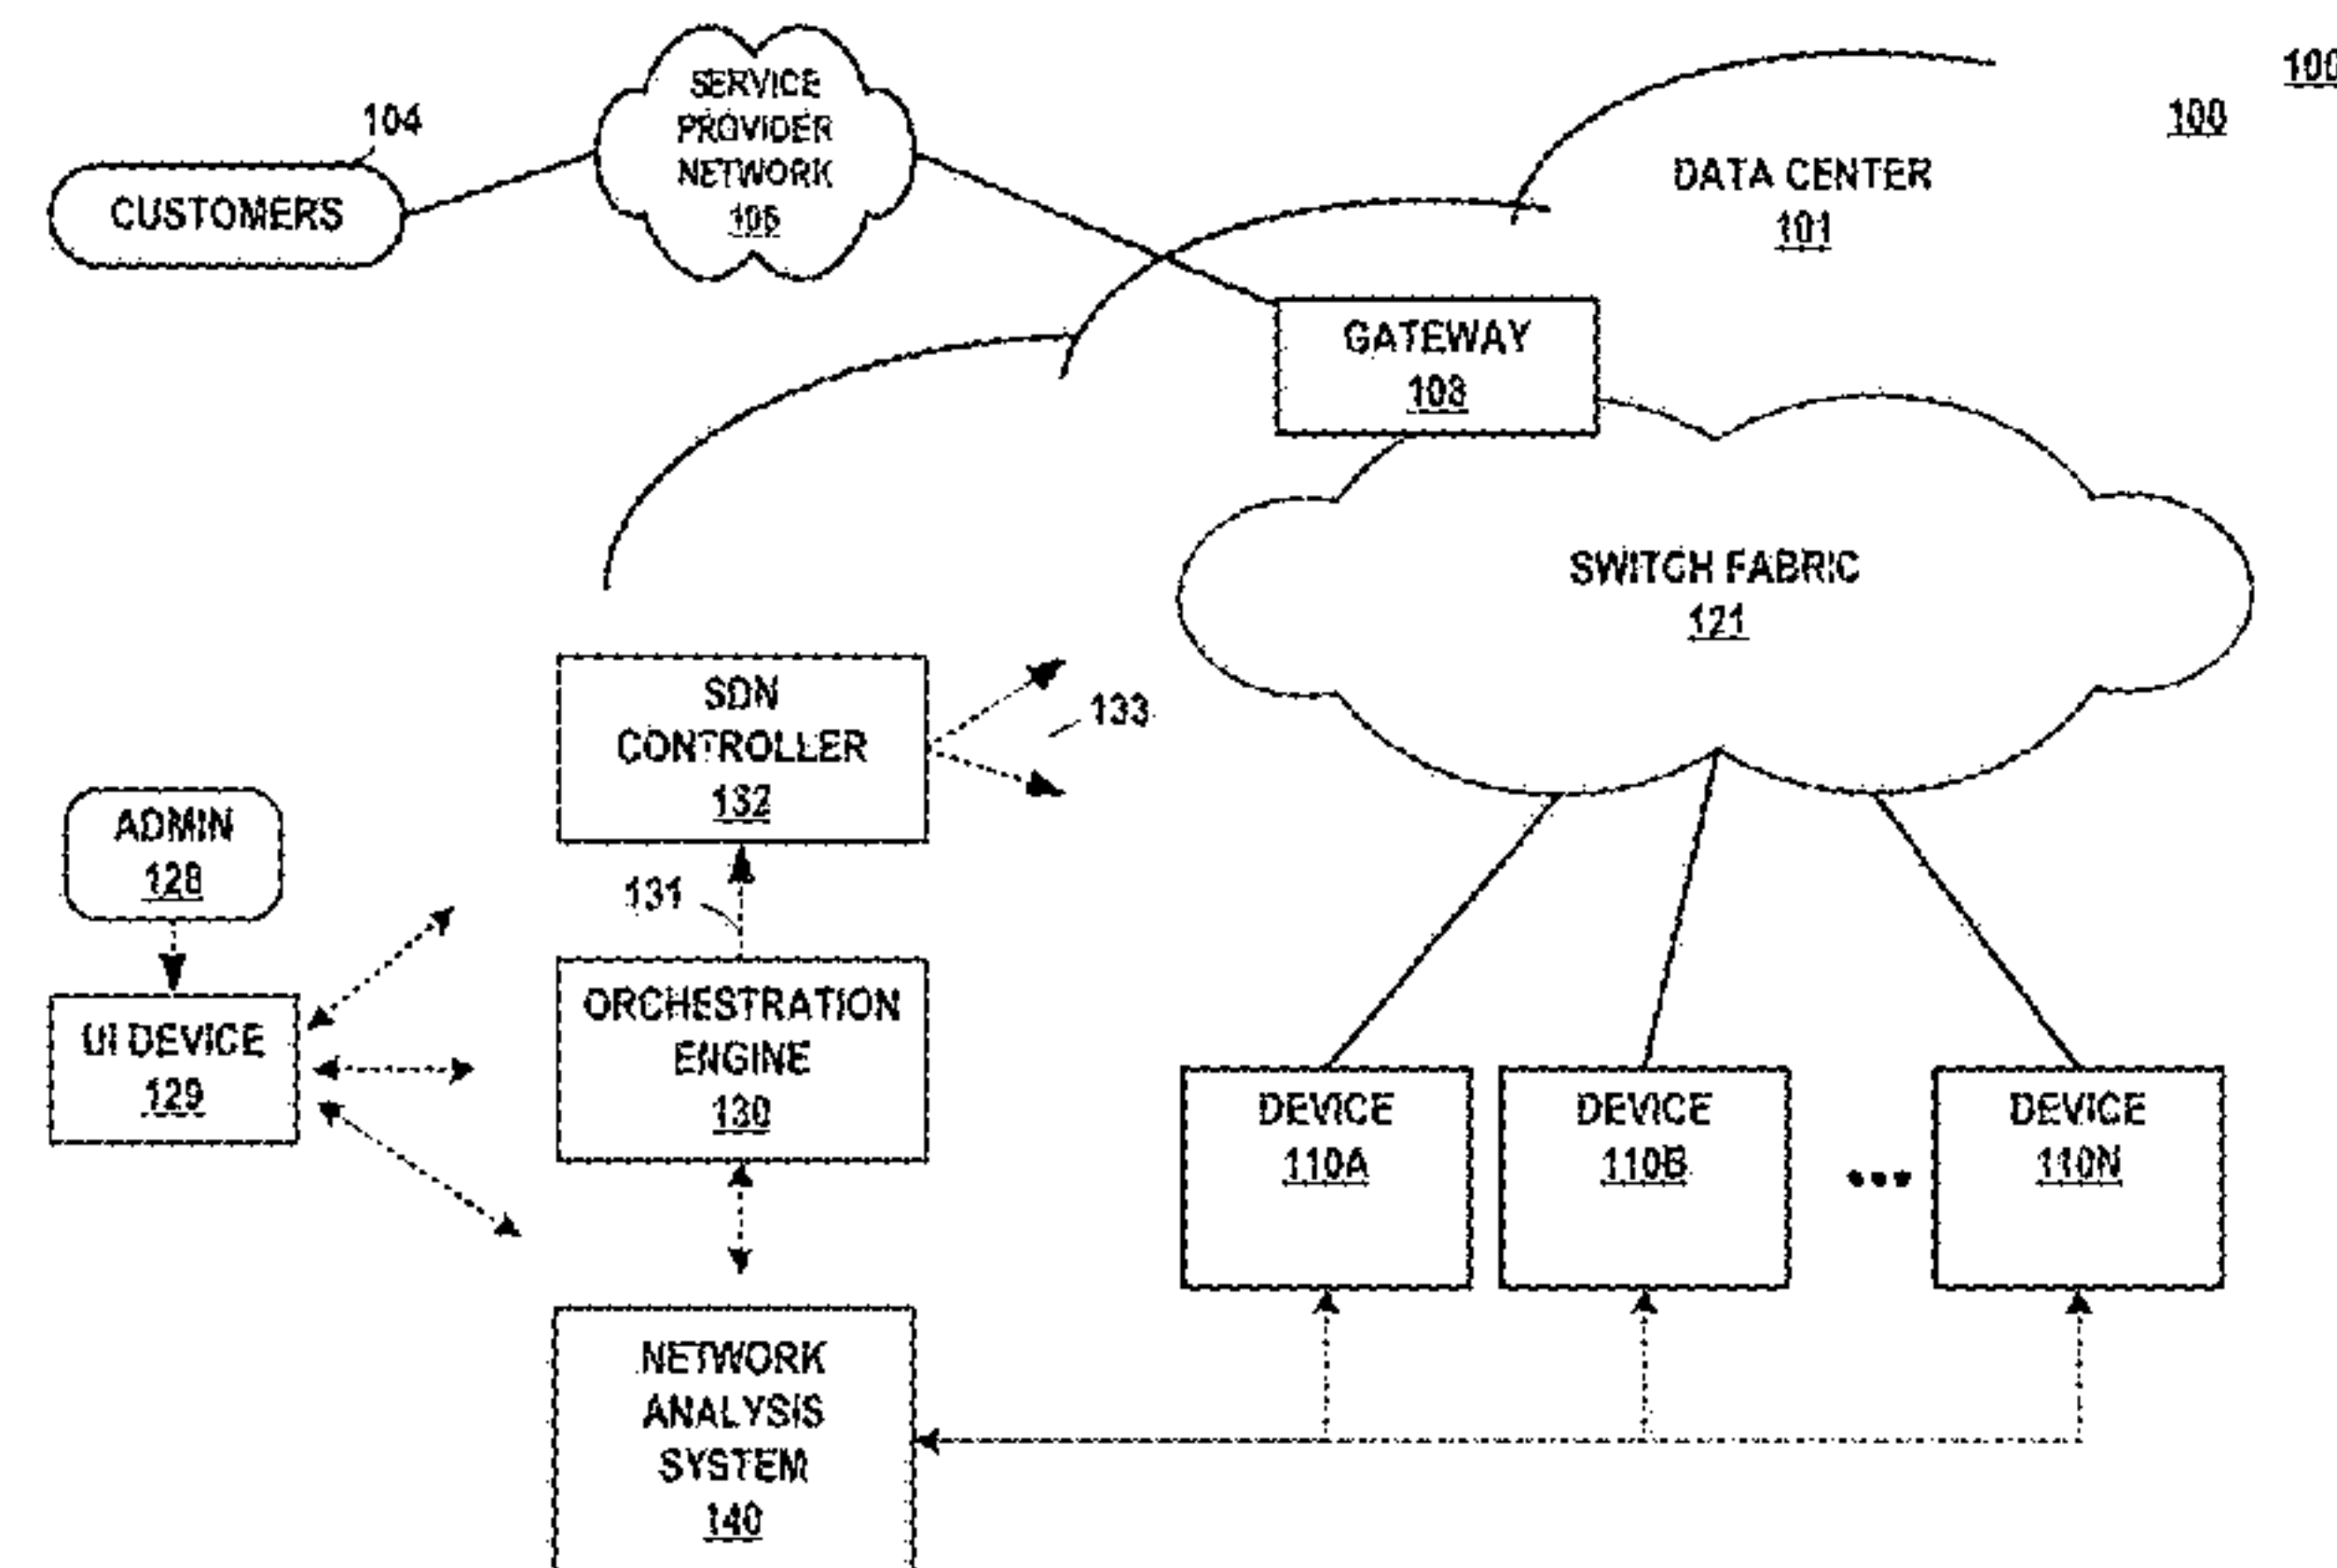 100
100
104
CUSTOMERS
SERVICE
PROVIDER
NETWORK
106
DATA CENTER
101
GATEWAY
108
SWITCH FABRIC
121
SDN
CONTROLLER
132
133
ADMIN
128
131
UI DEVICE
129
ORCHESTRATION
ENGINE
130
DEVICE
110A
DEVICE
110B
•••
DEVICE
110N
NETWORK
ANALYSIS
SYSTEM
140